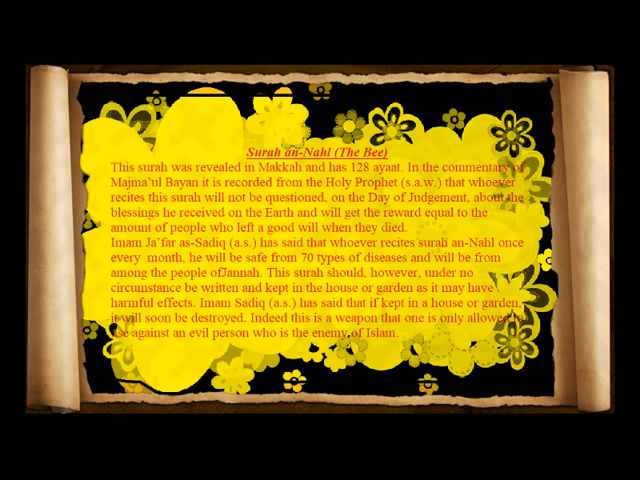 Surah an-Nahl (The Bee)
This surah was revealed in Makkah and has 128 ayaat. In the commentary of
Majma'ul Bayan it is recorded from the Holy Prophet (s.a.w.) that whoever
recites this surah will not be questioned, on the Day of Judgement, about the
blessings he received on the Earth and will get the reward equal to the
amount of people who left a good will when they died.
Imam Ja'far as-Sadiq (a.s.) has said that whoever recites surah an-Nahl once
every month, he will be safe from 70 types of diseases and will be from
among the people ofJannah. This surah should, however, under no
circumstance be written and kept in the house or garden as it may have
harmful effects. Imam Sadiq (a.s.) has said that if kept in a house or garden,
it will soon be destroyed. Indeed this is a weapon that one is only allowed to
use against an evil person who is the enemy of Islam.